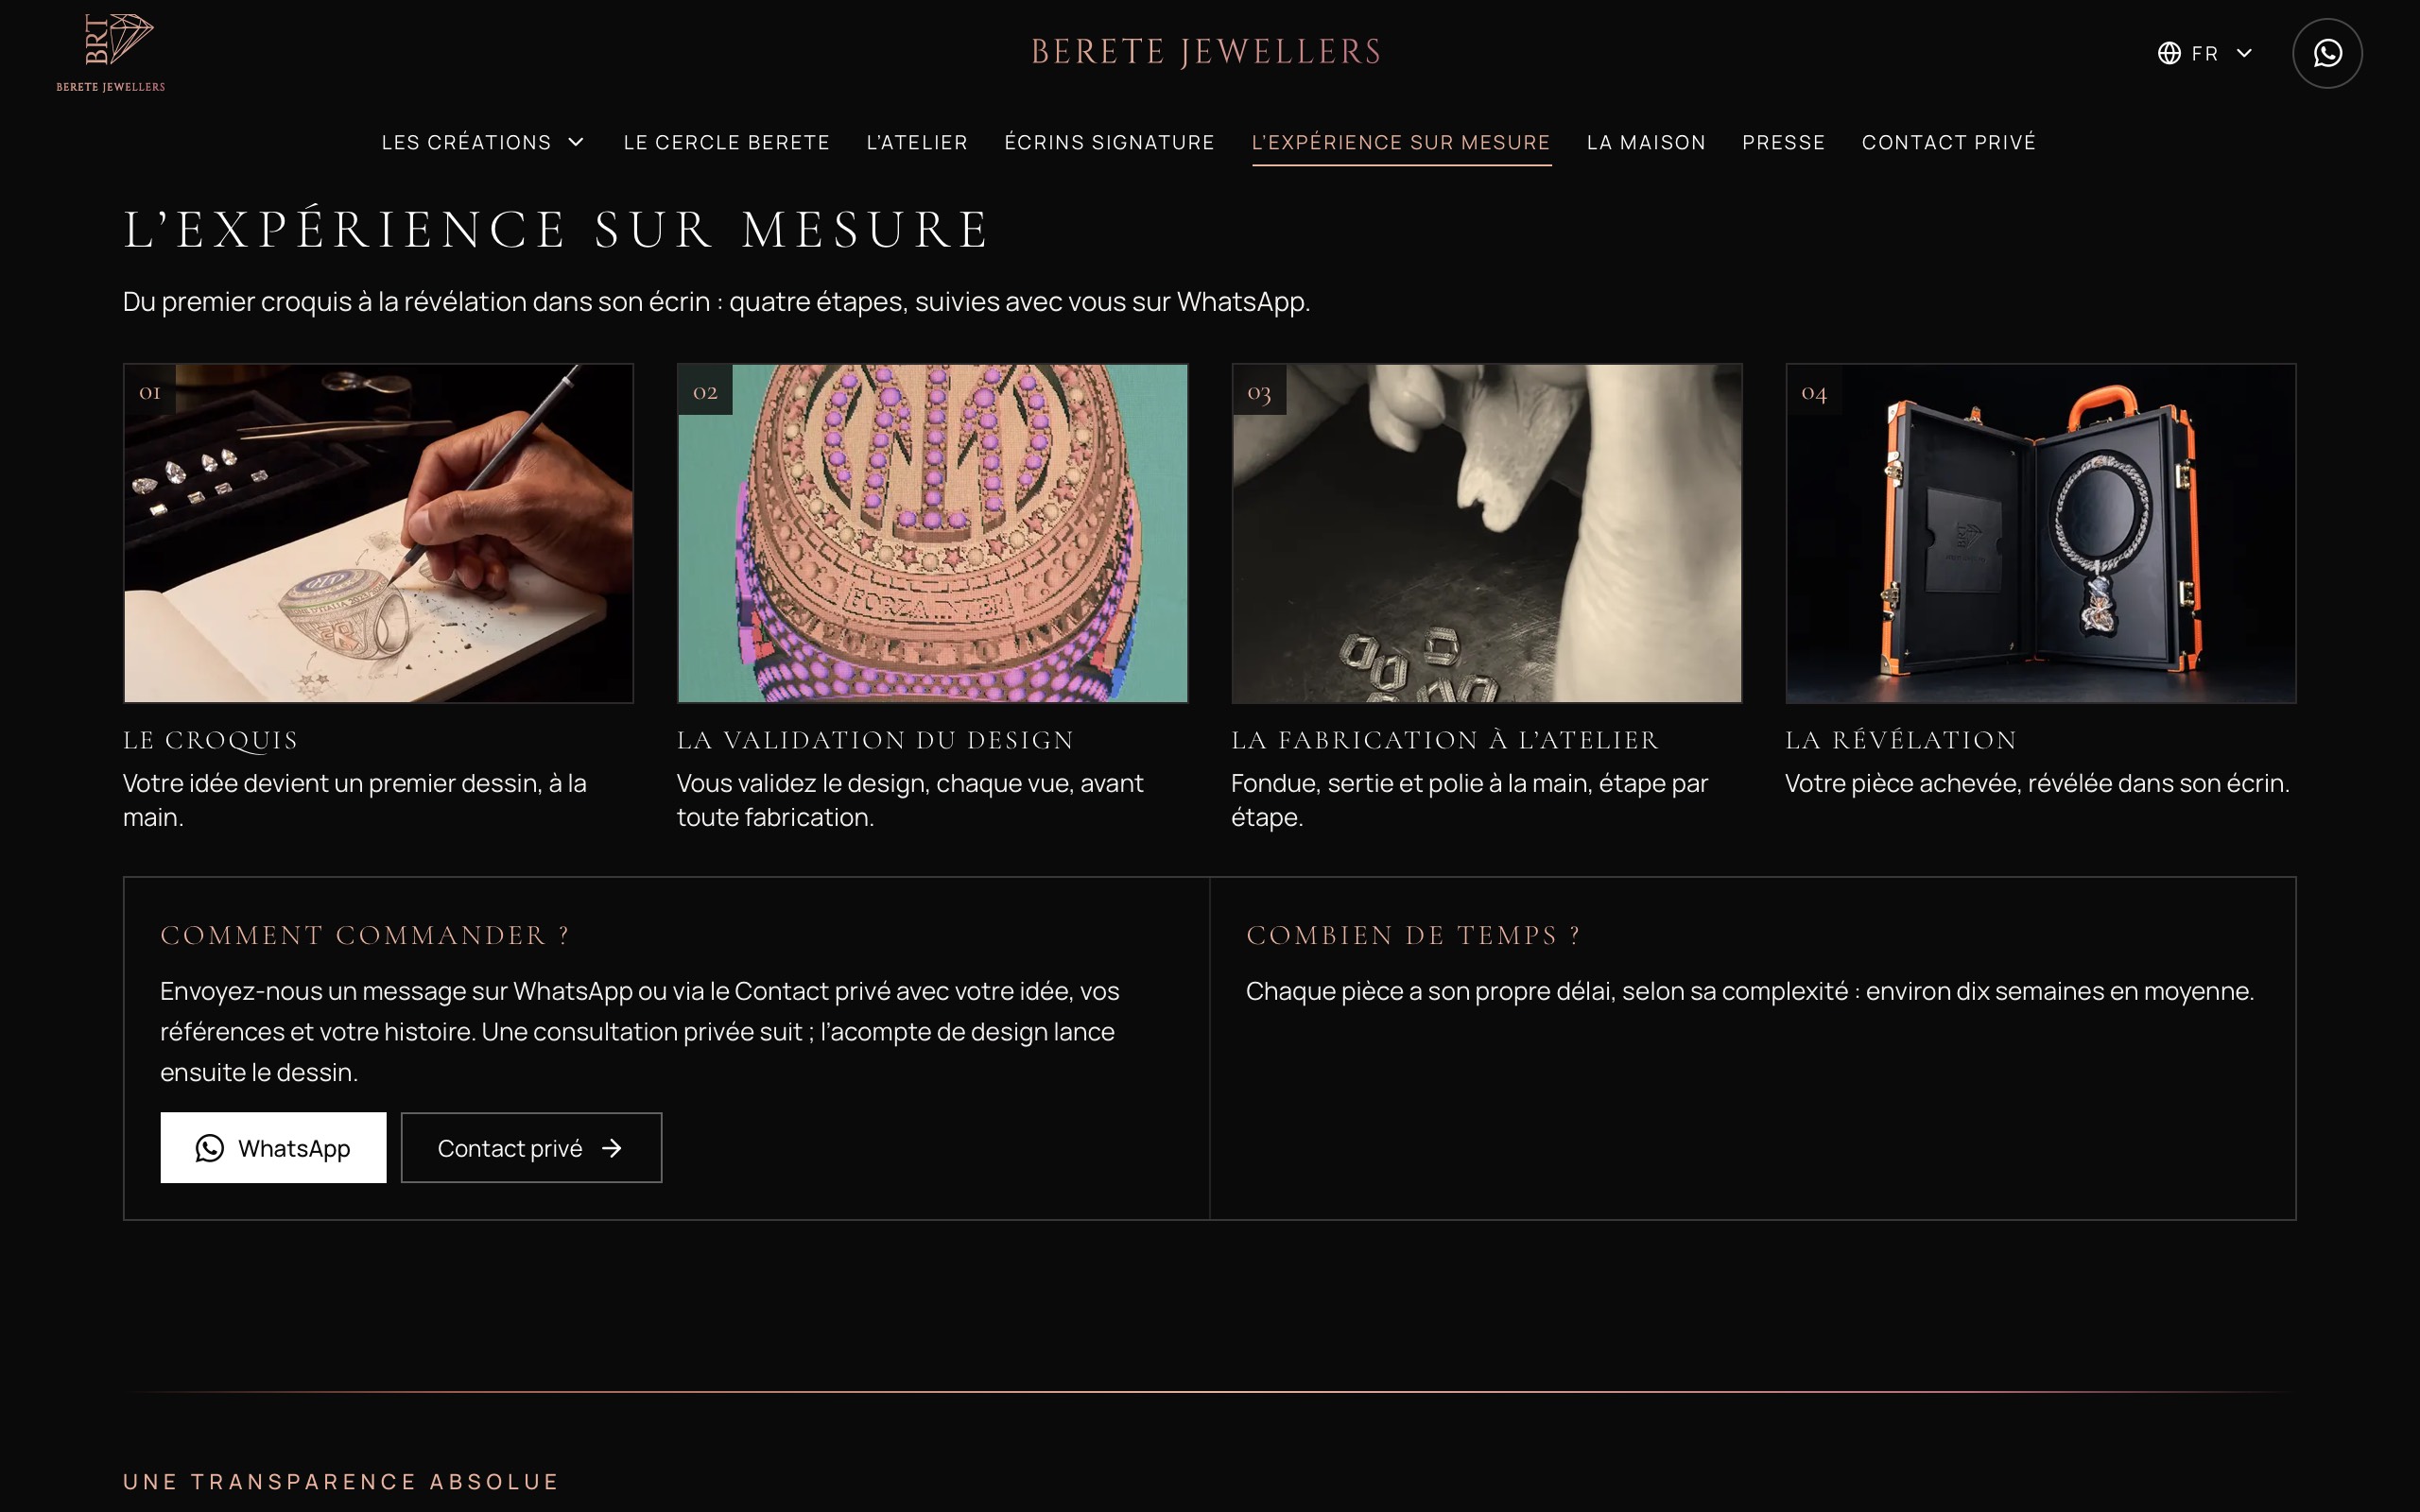 BRT
BERETE JEWELLERS
BERETE JEWELLERS
FR
LES CRÉATIONS
LE CERCLE BERETE
L’ATELIER
ÉCRINS SIGNATURE
L’EXPÉRIENCE SUR MESURE
LA MAISON
PRESSE
CONTACT PRIVÉ
L’EXPÉRIENCE SUR MESURE
Du premier croquis à la révélation dans son écrin : quatre étapes, suivies avec vous sur WhatsApp.
01
LE CROQUIS
Votre idée devient un premier dessin, à la
main.
02
FORZA INTER
LA VALIDATION DU DESIGN
Vous validez le design, chaque vue, avant
toute fabrication.
03
LA FABRICATION À L’ATELIER
Fondue, sertie et polie à la main, étape par
étape.
04
BRT
LA RÉVÉLATION
Votre pièce achevée, révélée dans son écrin.
COMMENT COMMANDER ?
Envoyez-nous un message sur WhatsApp ou via le Contact privé avec votre idée, vos
références et votre histoire. Une consultation privée suit ; l’acompte de design lance
ensuite le dessin.
WhatsApp
Contact privé
COMBIEN DE TEMPS ?
Chaque pièce a son propre délai, selon sa complexité : environ dix semaines en moyenne.
UNE TRANSPARENCE ABSOLUE